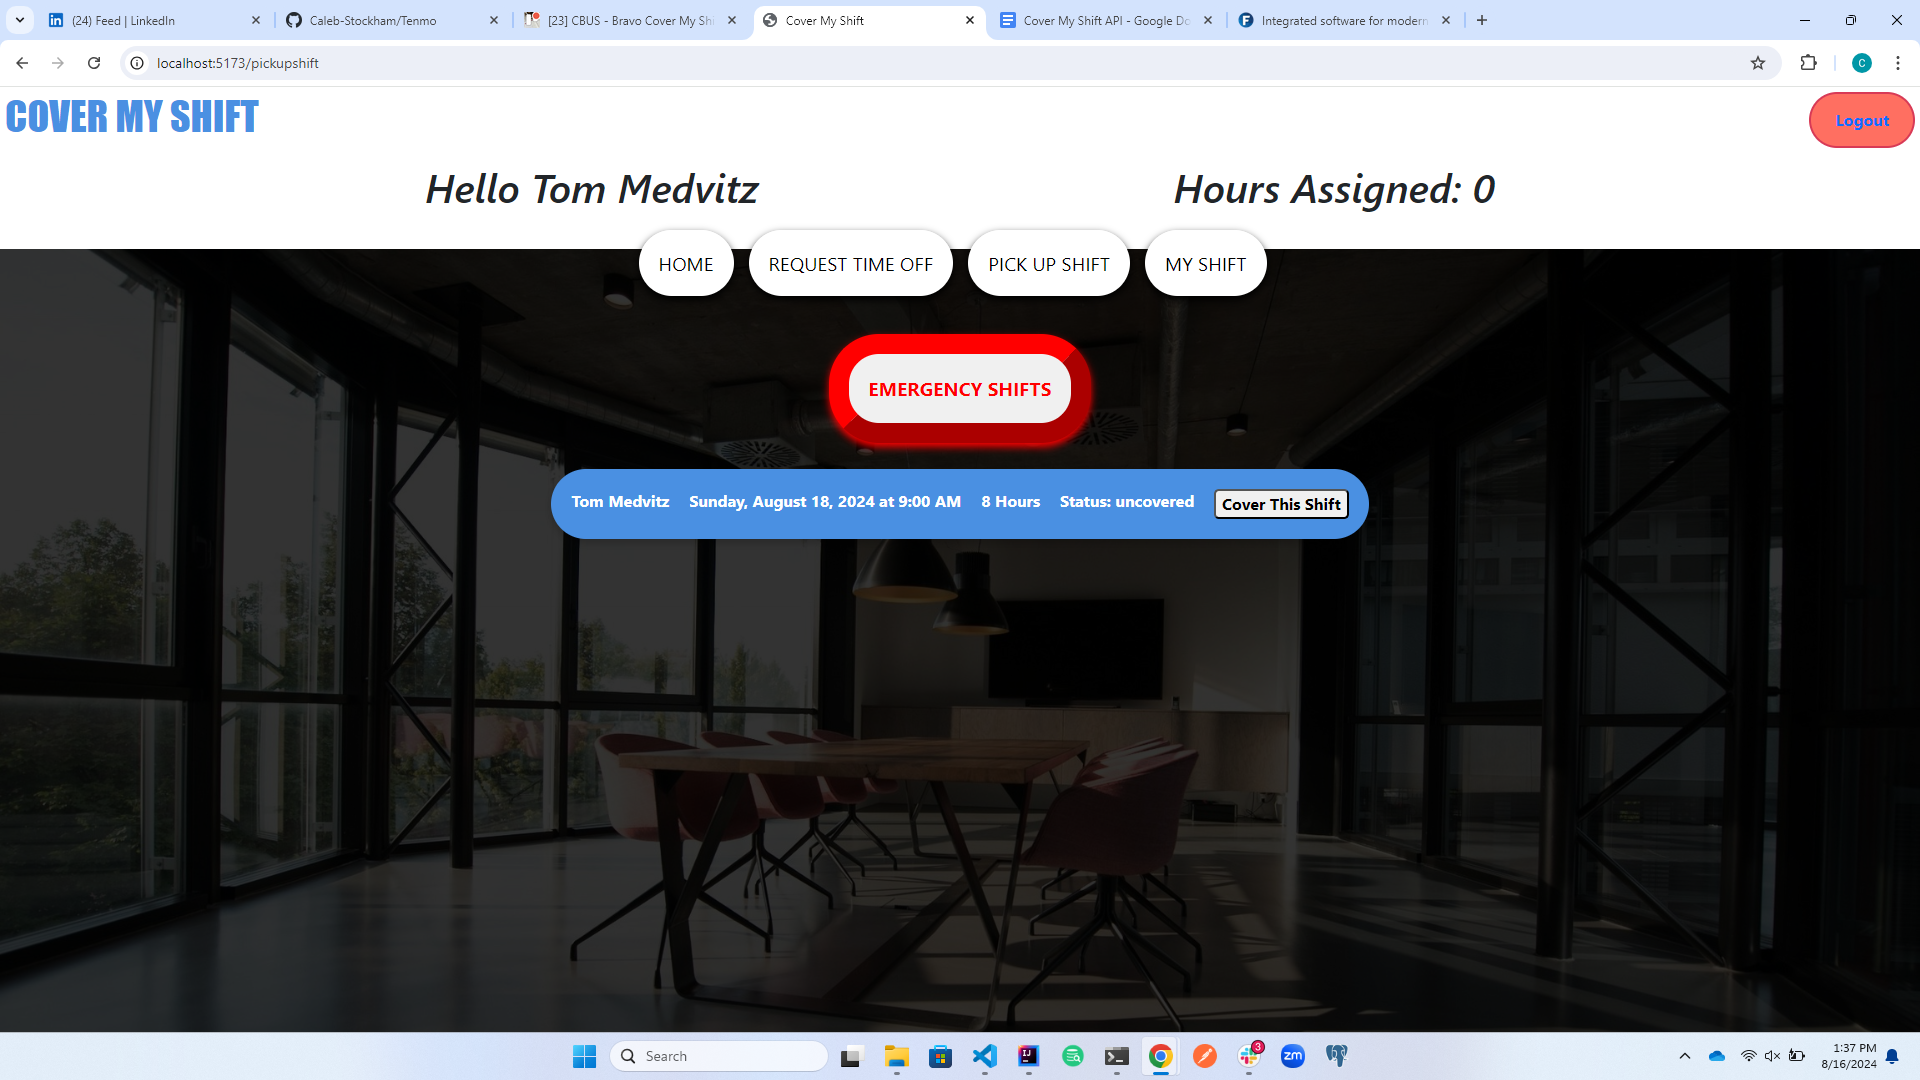 (24) Feed | LinkedIn
Caleb-Stockham/Tenmo
[23] CBUS - Bravo Cover My Shi
Cover My Shift
Cover My Shift API - Google Do
Integrated software for modern
localhost:5173/pickupshift
C
COVER MY SHIFT
Logout
Hello Tom Medvitz
Hours Assigned: 0
HOME
REQUEST TIME OFF
PICK UP SHIFT
MY SHIFT
EMERGENCY SHIFTS
Tom Medvitz Sunday, August 18, 2024 at 9:00 AM 8 Hours Status: uncovered Cover This Shift
Search
3
zm
1:37 PM
8/16/2024